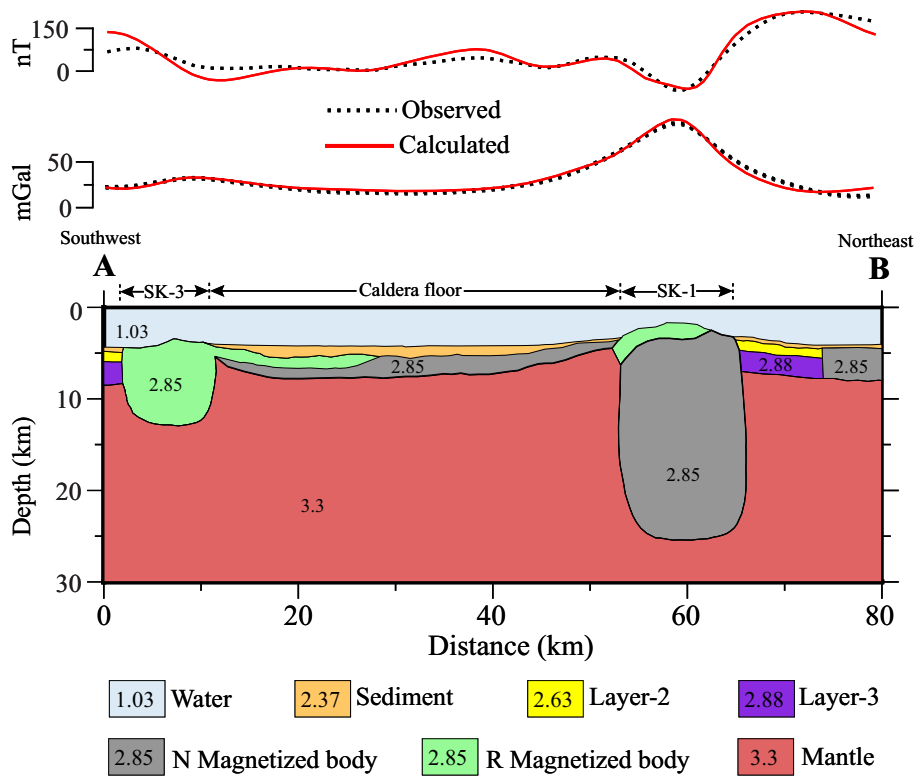 150
nT
0
Observed
Calculated
50
mGal
0
Southwest
Northeast
A
B
SK-3
Caldera floor
SK-1
0
1.03
2.85
2.85
2.88
2.85
10
Depth (km)
2.85
20
3.3
30
0
20
40
60
80
Distance (km)
1.03 Water
2.37 Sediment
2.63 Layer-2
2.88 Layer-3
2.85 N Magnetized body
2.85 R Magnetized body
3.3 Mantle